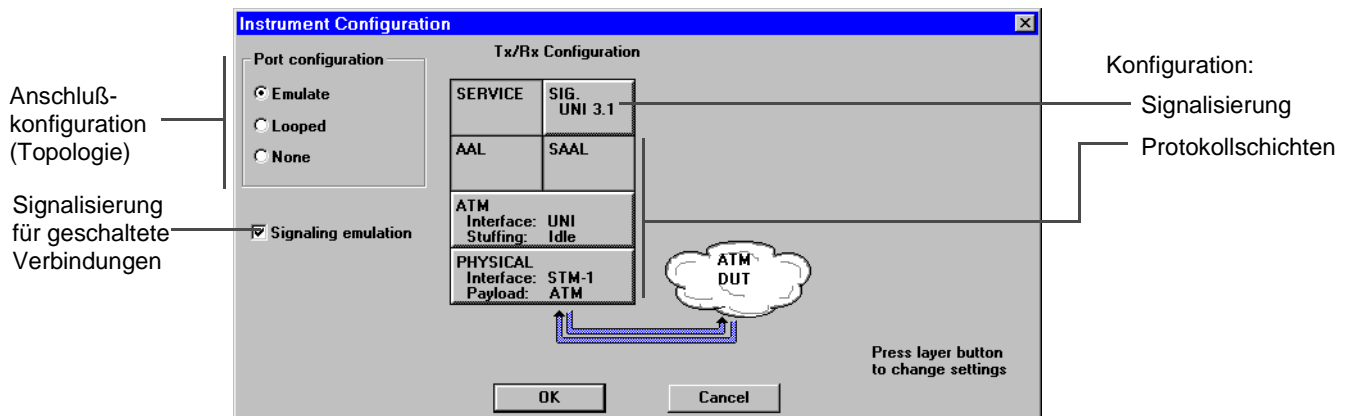 Instrument Configuration
Anschluß-
konfiguration
(Topologie)
Signalisierung
für geschaltete
Verbindungen
Port configuration
Emulate
Looped
None
Signaling emulation
Tx/Rx Configuration
SERVICE
SIG.
UNI 3.1
AAL
SAAL
ATM
Interface: UNI
Stuffing: Idle
PHYSICAL
Interface: STM-1
Payload: ATM
ATM
DUT
Press layer button
to change settings
OK
Cancel
Konfiguration:
Signalisierung
Protokollschichten